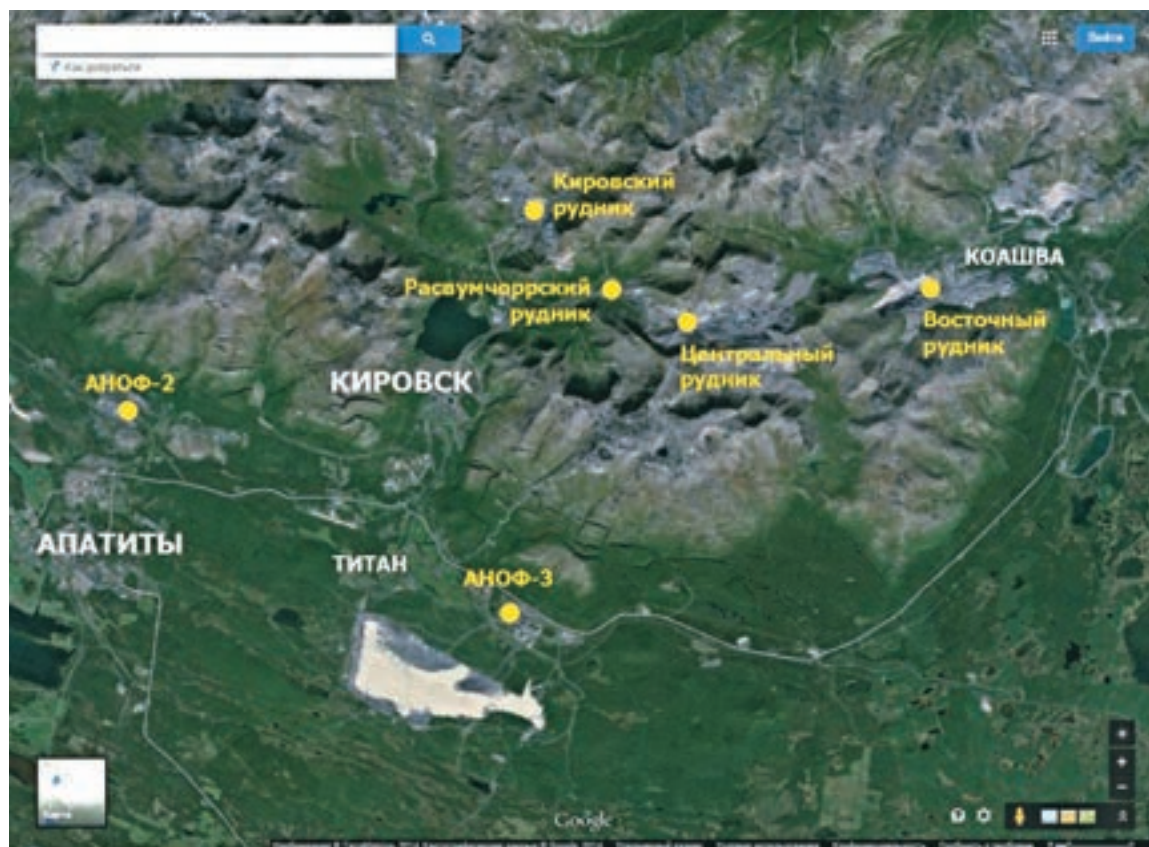 Как добраться
Войти
Кировский
рудник
КОАШВА
Расвумчоррский
рудник
Восточный
рудник
Центральный
рудник
АНОФ-2
КИРОВСК
АПАТИТЫ
ТИТАН
АНОФ-3
Карта
Google